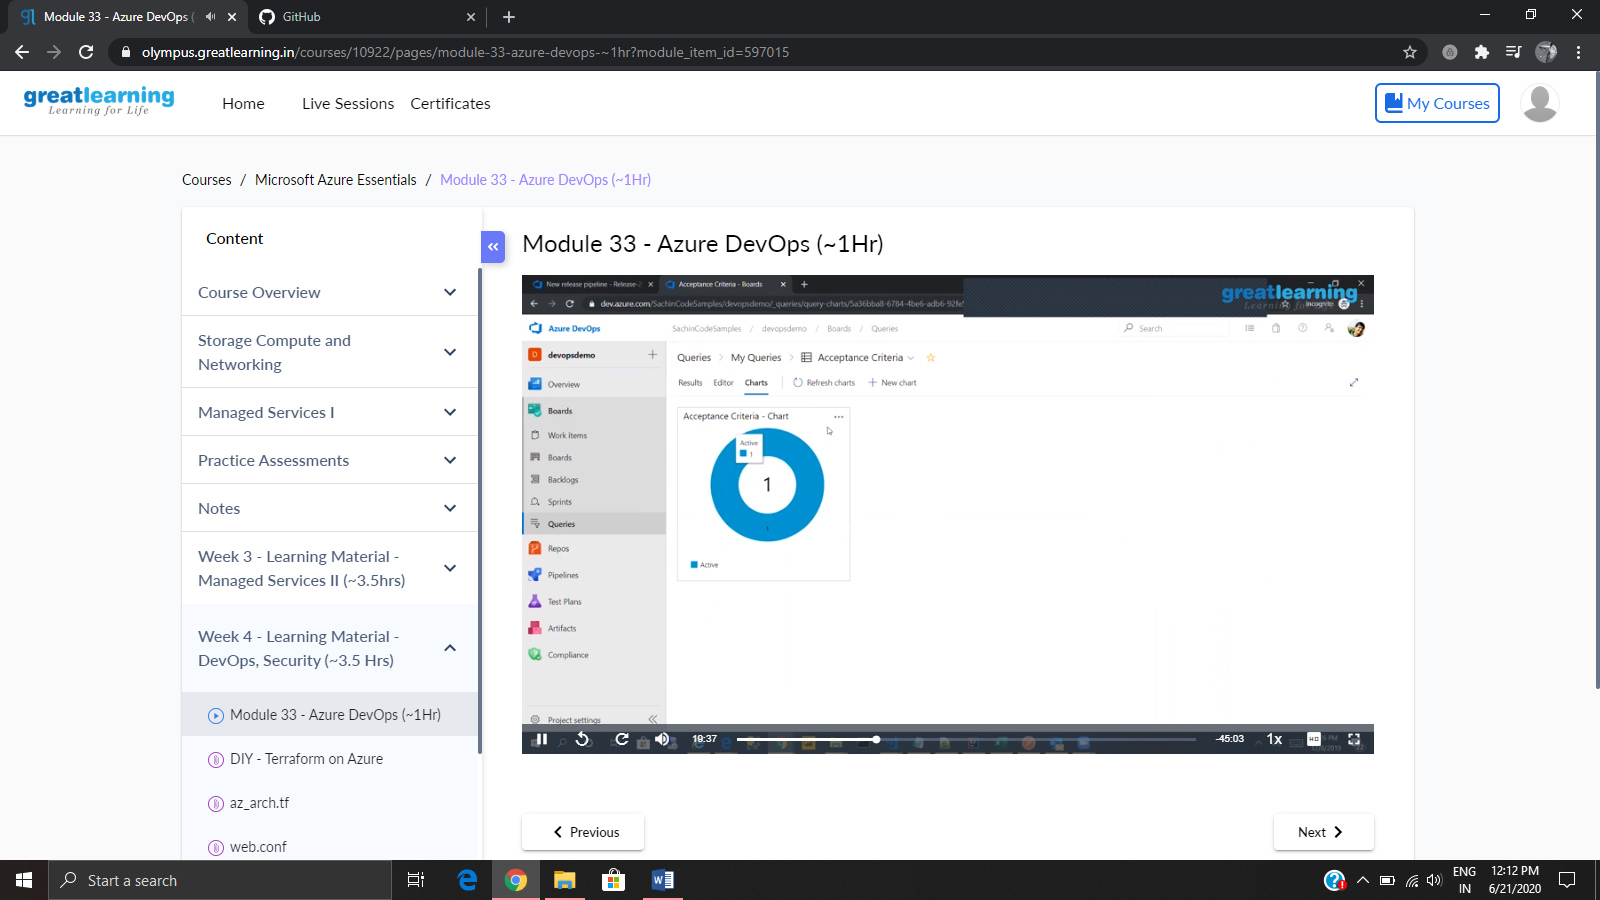 Module 33 - Azure DevOps (
GitHub
olympus.greatlearning.in/courses/10922/pages/module-33-azure-devops-~1hr?module_item_id=597015
greatlearning
Learning for Life
Home
Live Sessions
Certificates
My Courses
Courses / Microsoft Azure Essentials / Module 33 - Azure DevOps (~1Hr)
Content
Course Overview
Storage Compute and
Networking
Managed Services I
Practice Assessments
Notes
Week 3 - Learning Material -
Managed Services II (~3.5hrs)
Week 4 - Learning Material -
DevOps, Security (~3.5 Hrs)
Module 33 - Azure DevOps (~1Hr)
DIY - Terraform on Azure
az_arch.tf
web.conf
Module 33 - Azure DevOps (~1Hr)
New release pipeline - Release-
Acceptance Criteria - Boards
dev.azure.com/SachinCodeSamples/devopsdemo/_queries/query-charts/5a36bba8-6784-4be6-adb6-92fe
greatlearning
Incognito
Azure DevOps
SachinCodeSamples / devopsdemo / Boards / Queries
Search
devopsdemo
Overview
Boards
Work items
Boards
Backlogs
Sprints
Queries
Repos
Pipelines
Test Plans
Artifacts
Compliance
Project settings
Queries > My Queries > Acceptance Criteria
Results Editor Charts Refresh charts New chart
Acceptance Criteria - Chart
Active
1
1
1
Active
19:37
-45:03
1x
HD
Previous
Next
Start a search
ENG
IN
12:12 PM
6/21/2020